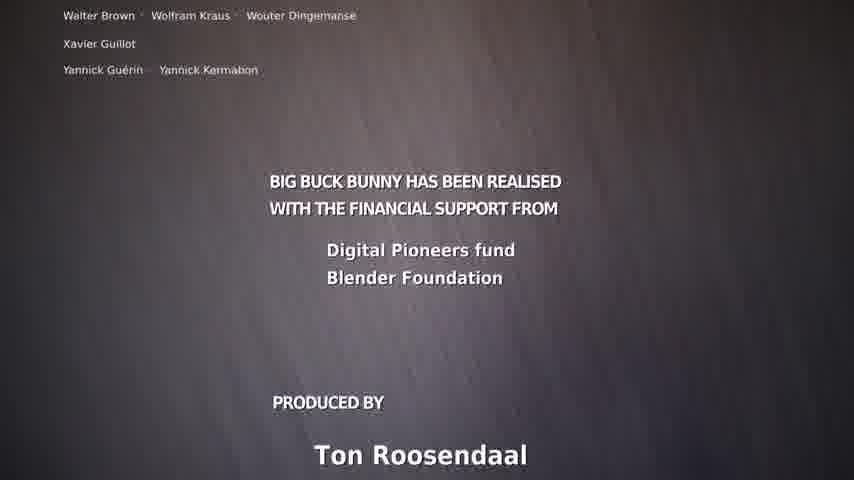 Walter Brown · Wolfram Kraus · Wouter Dingemanse
Xavier Guillot
Yannick Guérin · Yannick Kermabon
BIG BUCK BUNNY HAS BEEN REALISED
WITH THE FINANCIAL SUPPORT FROM
Digital Pioneers fund
Blender Foundation
PRODUCED BY
Ton Roosendaal